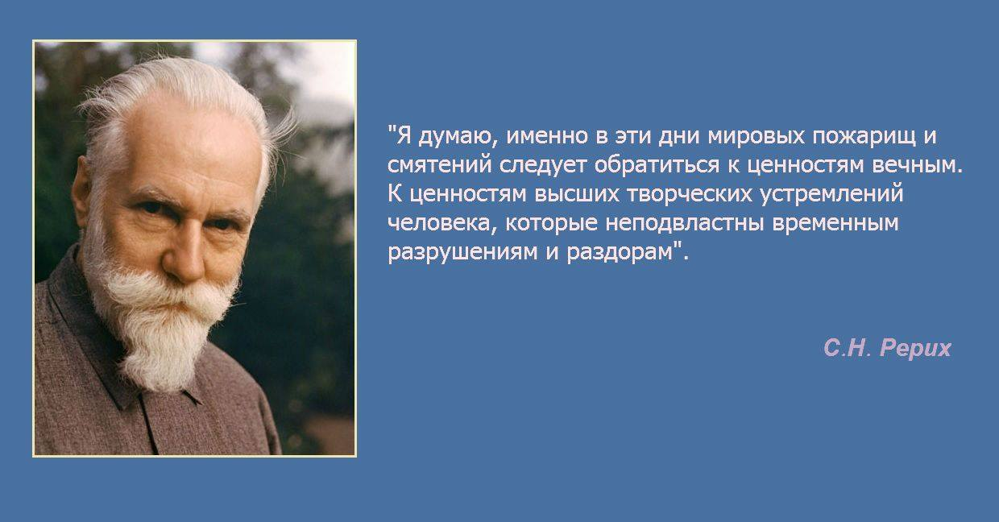 "Я думаю, именно в эти дни мировых пожарищ и
смятений следует обратиться к ценностям вечным.
К ценностям высших творческих устремлений
человека, которые неподвластны временным
разрушениям и раздорам".
С.Н. Рерих